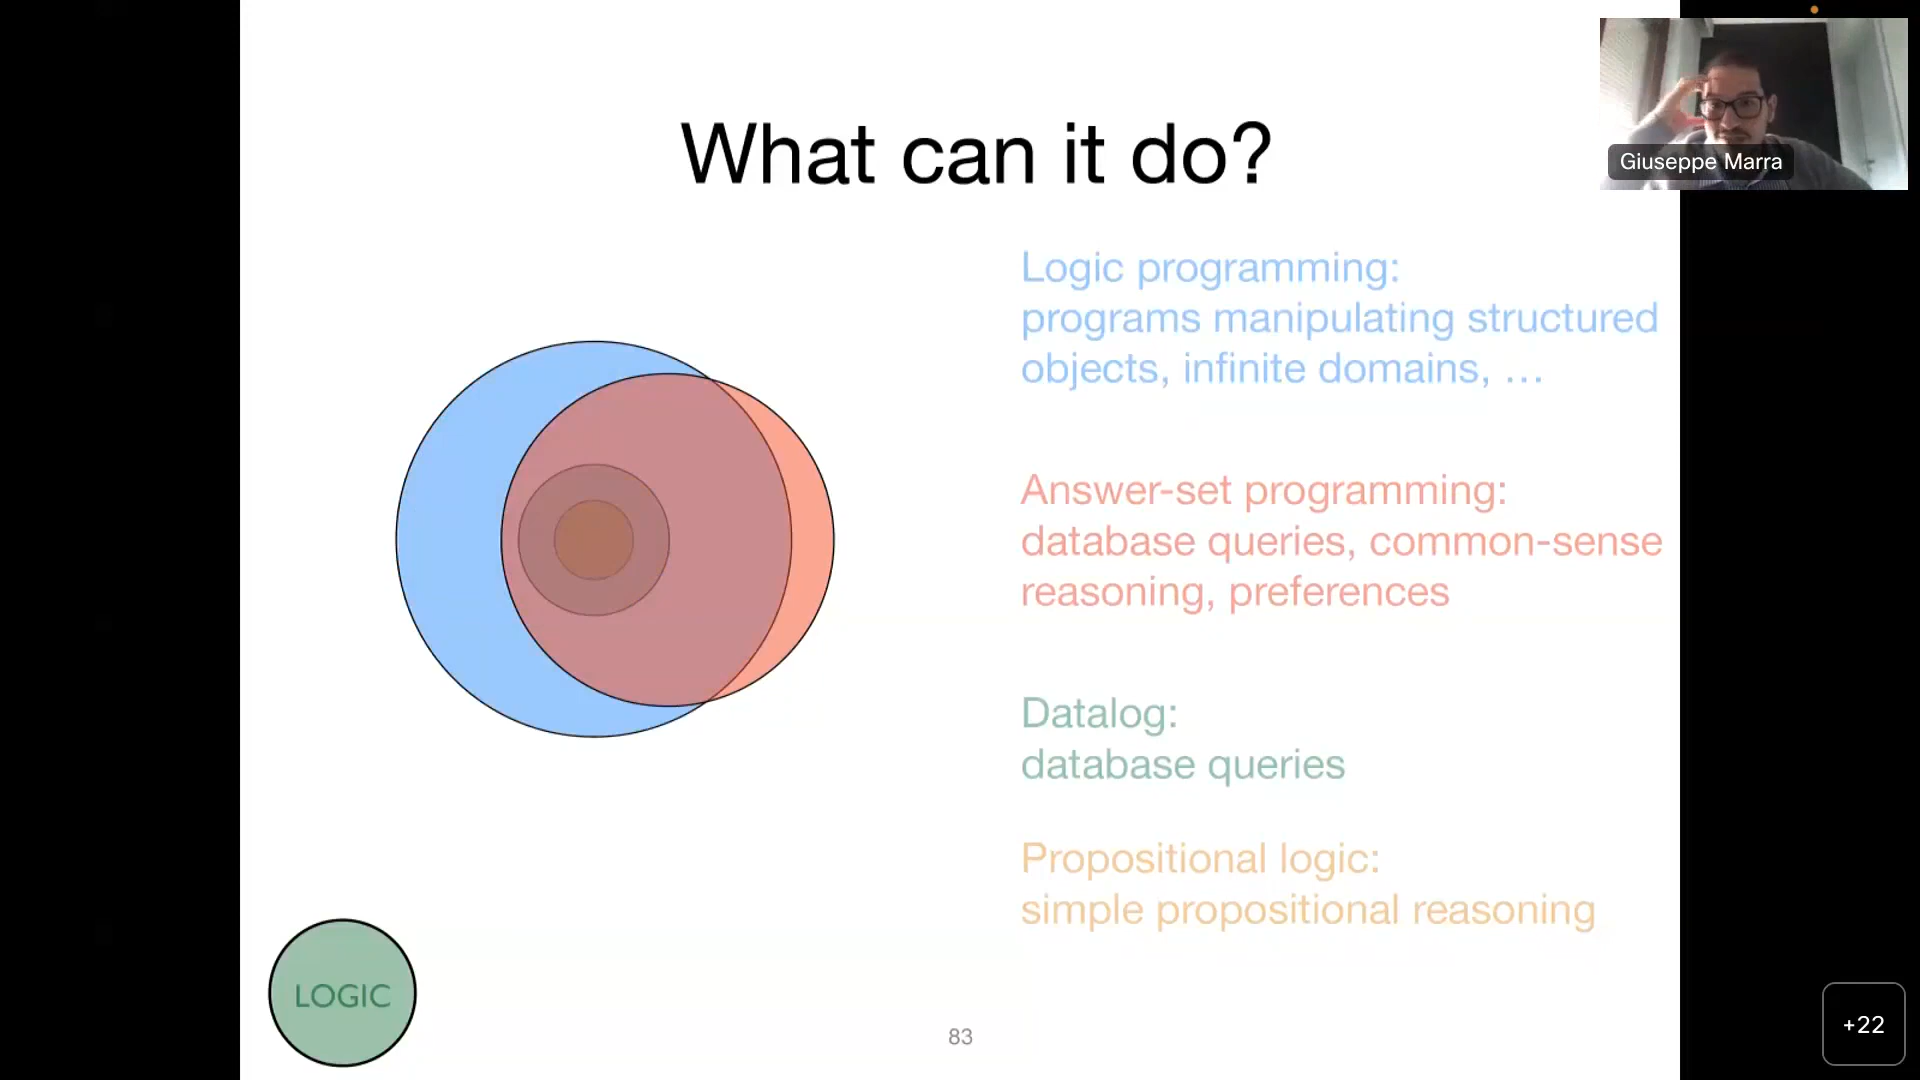 What can it do?
Giuseppe Marra
Logic programming:
programs manipulating structured
objects, infinite domains, …
Answer-set programming:
database queries, common-sense
reasoning, preferences
Datalog:
database queries
Propositional logic:
simple propositional reasoning
LOGIC
83
+22